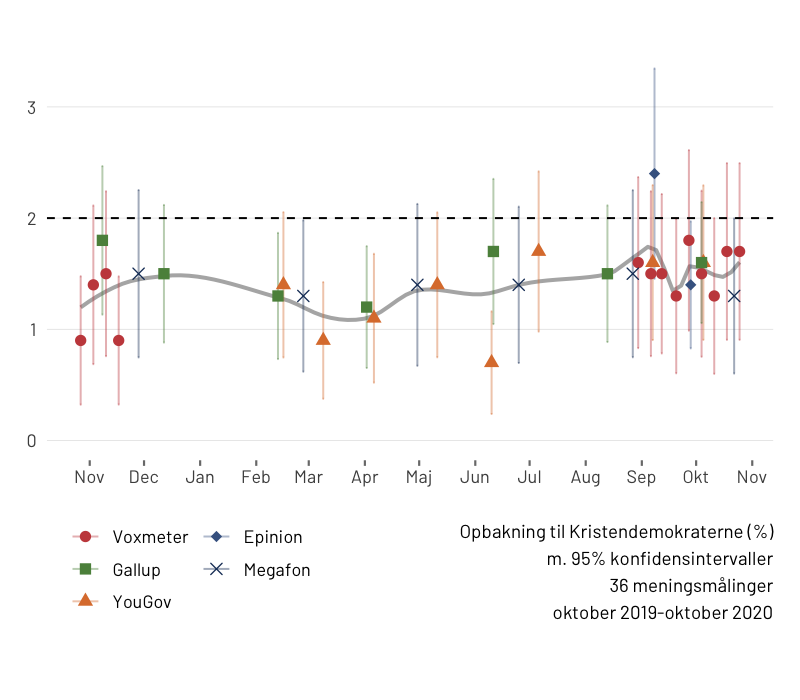 3
2
1
0
Nov Dec Jan Feb Mar Apr Maj Jun Jul Aug Sep Okt Nov
Voxmeter Epinion
Gallup Megafon
YouGov
Opbakning til Kristendemokraterne (%)
m. 95% konfidensintervaller
36 meningsmålinger
oktober 2019-oktober 2020